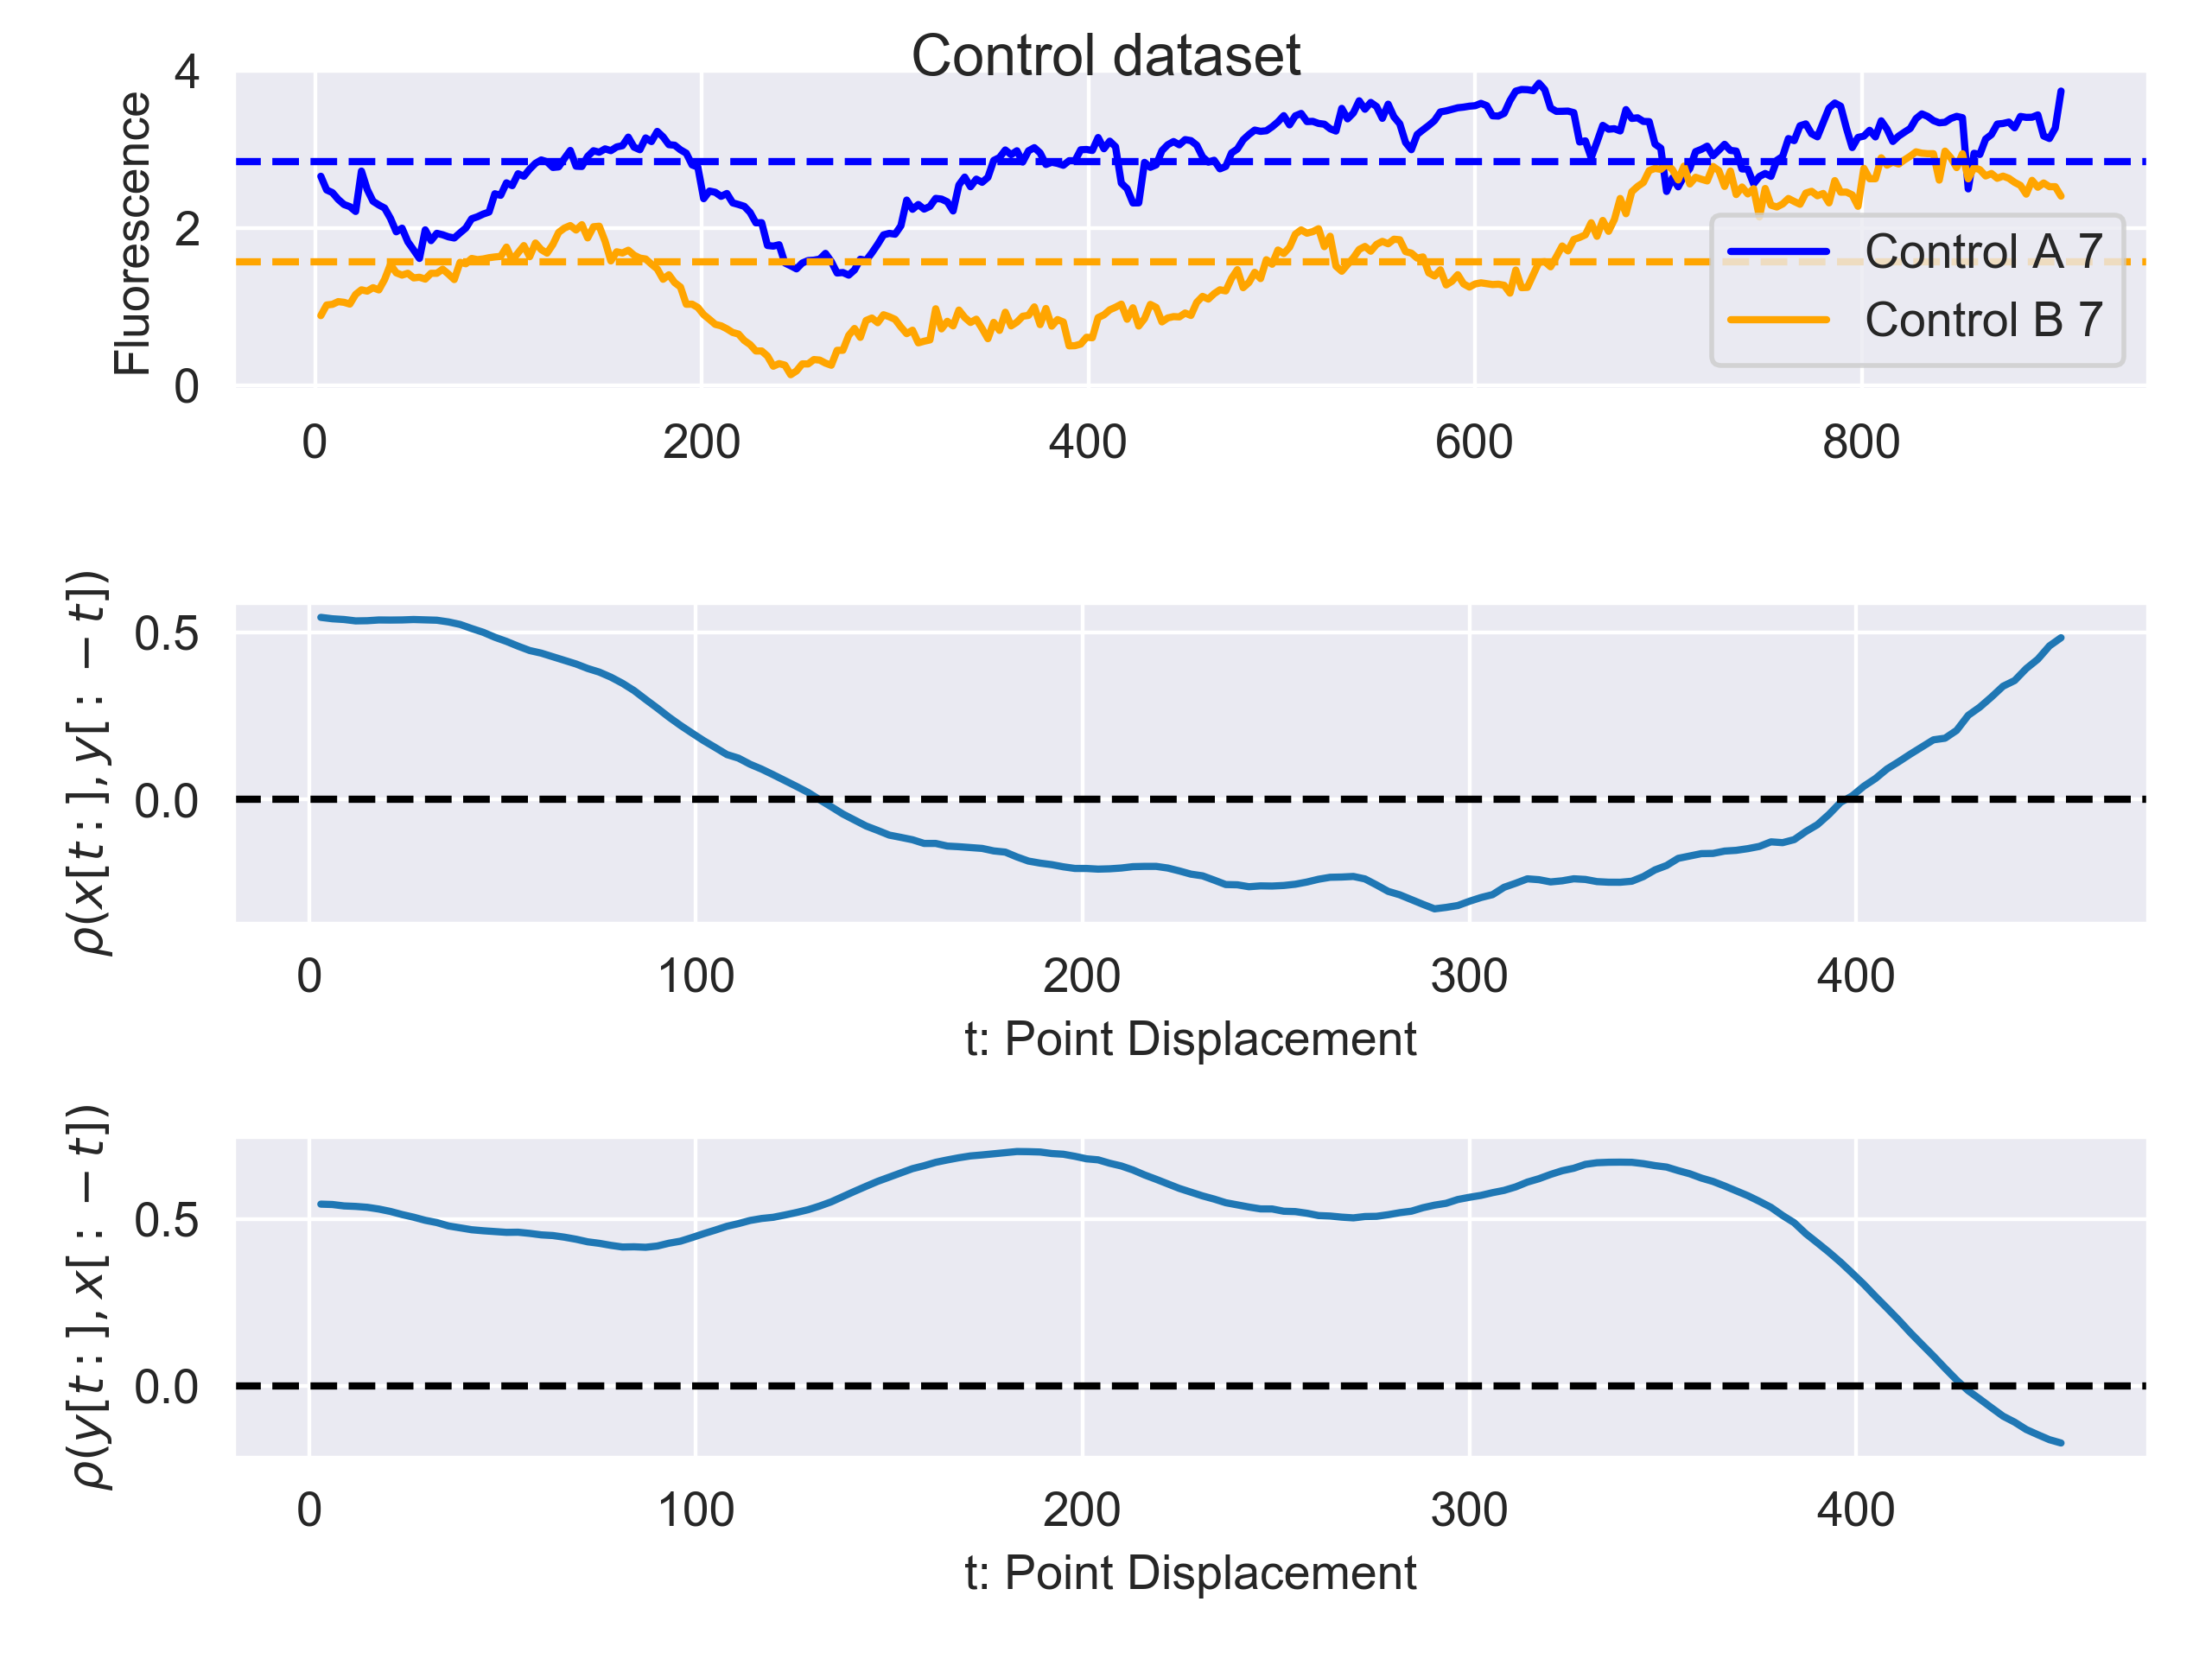 Control dataset
Fluorescence
4
2
0
0 200 400 600 800
Control A 7
Control B 7
ρ(x[t:], y[:−t])
0.5
0.0
0 100 200 300 400
t: Point Displacement
ρ(y[t:], x[:−t])
0.5
0.0
0 100 200 300 400
t: Point Displacement